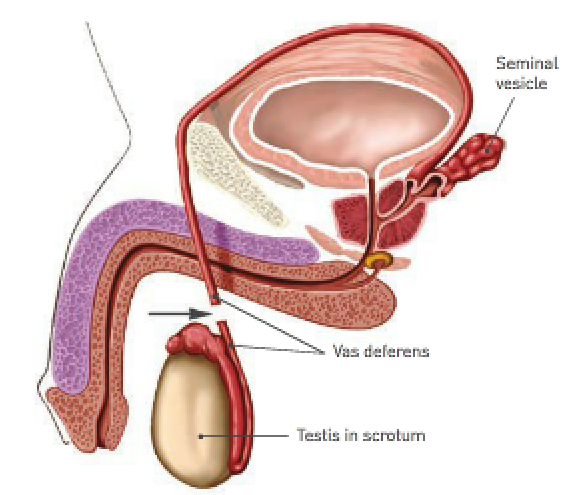 Seminal
vesicle
Vas deferens
Testis in scrotum